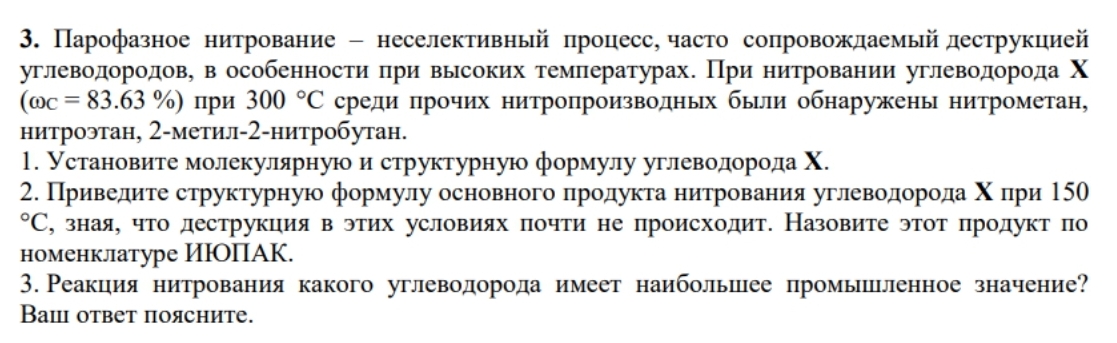 3. Парофазное нитрование – неселективный процесс, часто сопровождаемый деструкцией
углеводородов, в особенности при высоких температурах. При нитровании углеводорода X
(ωC = 83.63 %) при 300 °C среди прочих нитропроизводных были обнаружены нитрометан,
нитроэтан, 2-метил-2-нитробутан.
1. Установите молекулярную и структурную формулу углеводорода X.
2. Приведите структурную формулу основного продукта нитрования углеводорода X при 150
°C, зная, что деструкция в этих условиях почти не происходит. Назовите этот продукт по
номенклатуре ИЮПАК.
3. Реакция нитрования какого углеводорода имеет наибольшее промышленное значение?
Ваш ответ поясните.